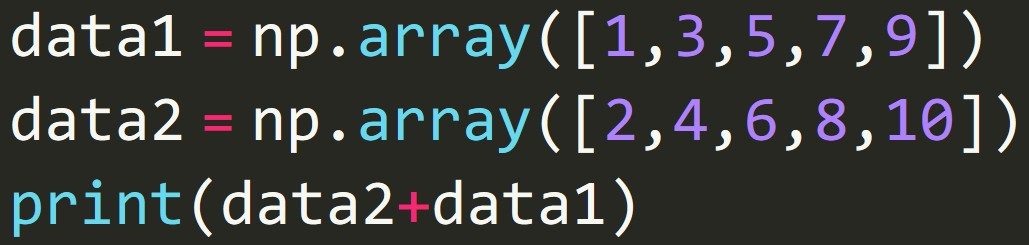 data1 = np.array([1,3,5,7,9])
data2 = np.array([2,4,6,8,10])
print(data2+data1)